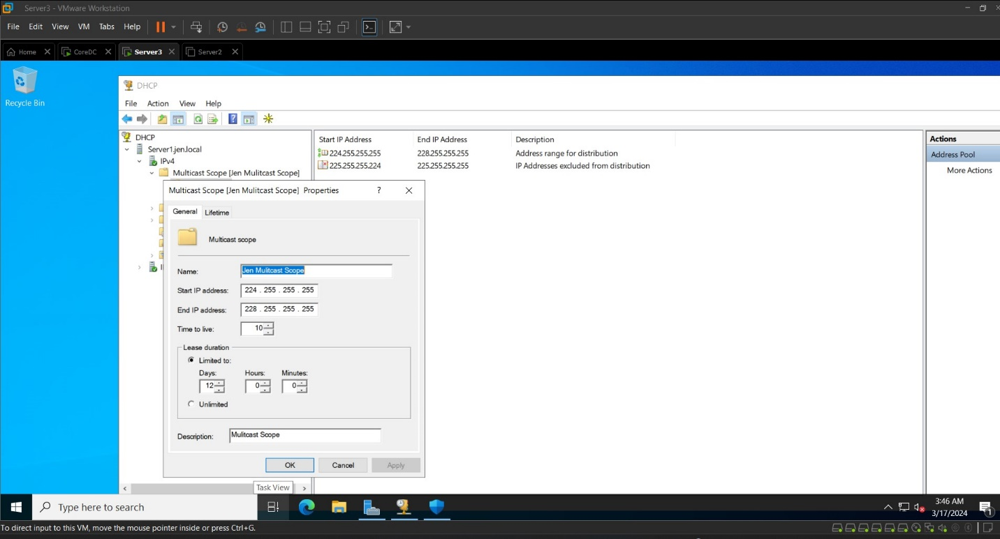 Server3 - VMware Workstation
File Edit View VM Tabs Help
Home CoreDC Server3 Server2
Recycle Bin
DHCP
File Action View Help
DHCP
Server1.jen.local
IPv4
Multicast Scope [Jen Mulitcast Scope]
Start IP Address End IP Address Description
224.255.255.255 228.255.255.255 Address range for distribution
225.255.255.224 225.255.255.255 IP Addresses excluded from distribution
Actions
Address Pool
More Actions
Multicast Scope [Jen Mulitcast Scope] Properties ?
General Lifetime
Multicast scope
Name: Jen Mulitcast Scope
Start IP address: 224 . 255 . 255 . 255
End IP address: 228 . 255 . 255 . 255
Time to live: 10
Lease duration
Limited to:
Days: Hours: Minutes:
12 0 0
Unlimited
Description: Mulitcast Scope
OK Cancel Apply
Task View
Type here to search
3:46 AM
3/17/2024
1
To direct input to this VM, move the mouse pointer inside or press Ctrl+G.